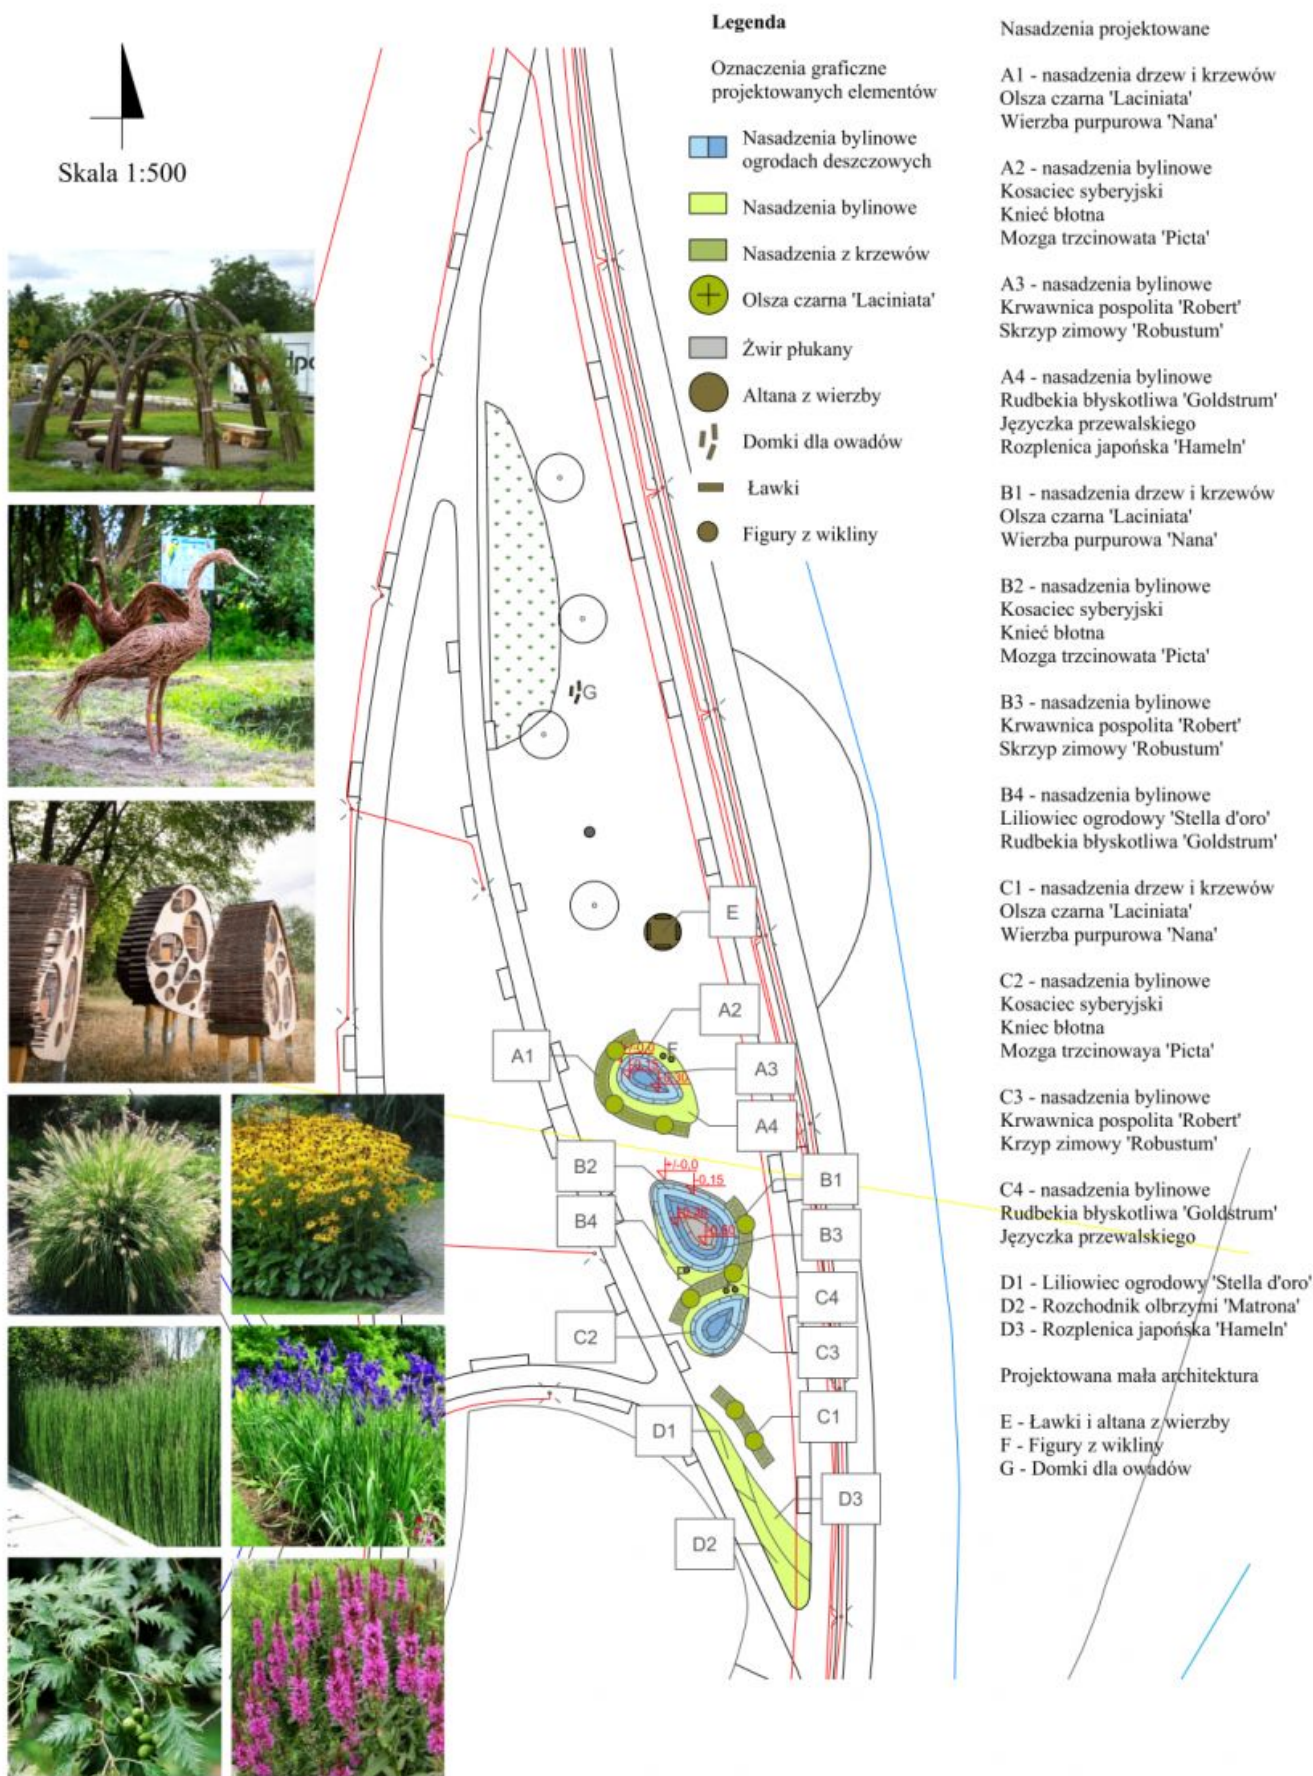 Skala 1:500
Legenda
Oznaczenia graficzne
projektowanych elementów
Nasadzenia bylinowe
ogrodach deszczowych
Nasadzenia bylinowe
Nasadzenia z krzewów
Olsza czarna 'Laciniata'
Żwir płukany
Altana z wierzby
Domki dla owadów
Ławki
Figury z wikliny
Nasadzenia projektowane
A1 - nasadzenia drzew i krzewów
Olsza czarna 'Laciniata'
Wierzba purpurowa 'Nana'
A2 - nasadzenia bylinowe
Kosaciec syberyjski
Knieć błotna
Mozga trzcinowata 'Picta'
A3 - nasadzenia bylinowe
Krwawnica pospolita 'Robert'
Skrzyp zimowy 'Robustum'
A4 - nasadzenia bylinowe
Rudbekia błyskotliwa 'Goldstrum'
Języczka przewalskiego
Rozplenica japońska 'Hameln'
B1 - nasadzenia drzew i krzewów
Olsza czarna 'Laciniata'
Wierzba purpurowa 'Nana'
B2 - nasadzenia bylinowe
Kosaciec syberyjski
Knieć błotna
Mozga trzcinowata 'Picta'
B3 - nasadzenia bylinowe
Krwawnica pospolita 'Robert'
Skrzyp zimowy 'Robustum'
B4 - nasadzenia bylinowe
Liliowiec ogrodowy 'Stella d'oro'
Rudbekia błyskotliwa 'Goldstrum'
C1 - nasadzenia drzew i krzewów
Olsza czarna 'Laciniata'
Wierzba purpurowa 'Nana'
C2 - nasadzenia bylinowe
Kosaciec syberyjski
Kniec błotna
Mozga trzcinowaya 'Picta'
C3 - nasadzenia bylinowe
Krwawnica pospolita 'Robert'
Krzyp zimowy 'Robustum'
C4 - nasadzenia bylinowe
Rudbekia błyskotliwa 'Goldstrum'
Języczka przewalskiego
D1 - Liliowiec ogrodowy 'Stella d'oro'
D2 - Rozchodnik olbrzymi 'Matrona'
D3 - Rozplenica japońska 'Hameln'
Projektowana mała architektura
E - Ławki i altana z wierzby
F - Figury z wikliny
G - Domki dla owadów
G
E
A2
A1
F
A3
A4
B2
+/-0,0
-0,15
B1
B4
B3
C4
C2
C3
C1
D1
D3
D2